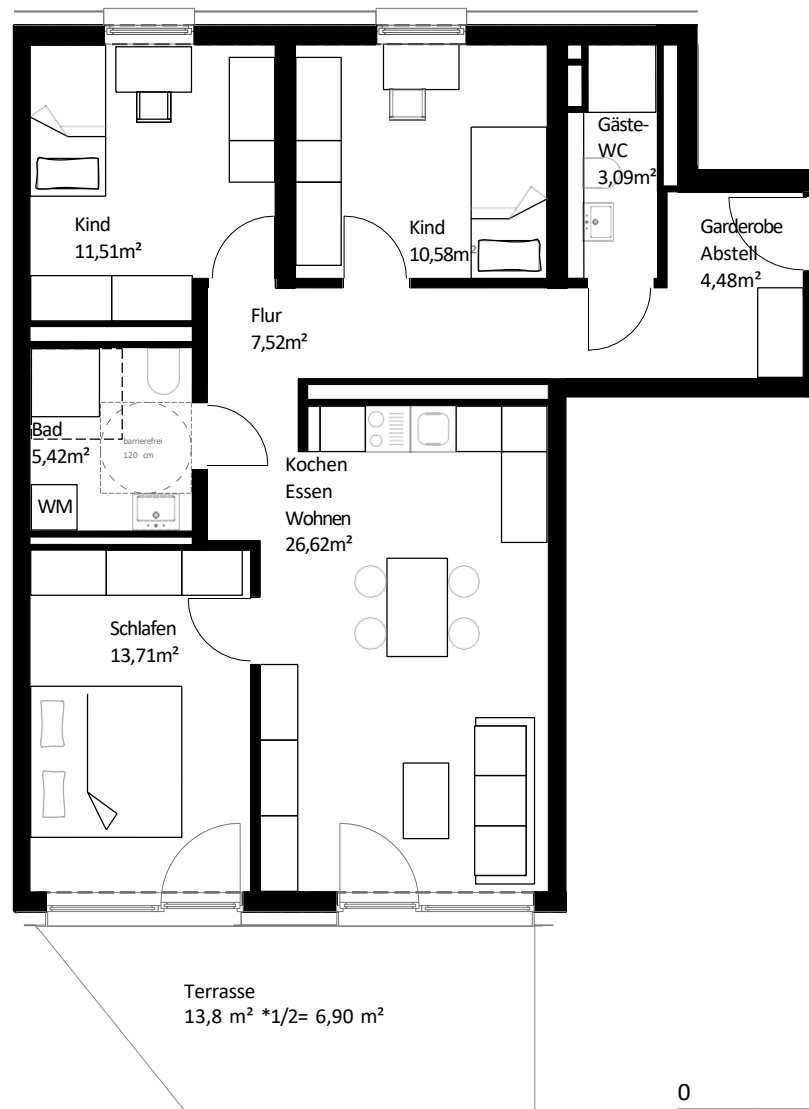 Kind
11,51m²
Kind
10,58m²
Gäste-
WC
3,09m²
Garderobe
Abstell
4,48m²
Flur
7,52m²
Bad
5,42m²
barrierefrei
120 cm
WM
Kochen
Essen
Wohnen
26,62m²
Schlafen
13,71m²
Terrasse
13,8 m² *1/2= 6,90 m²
0